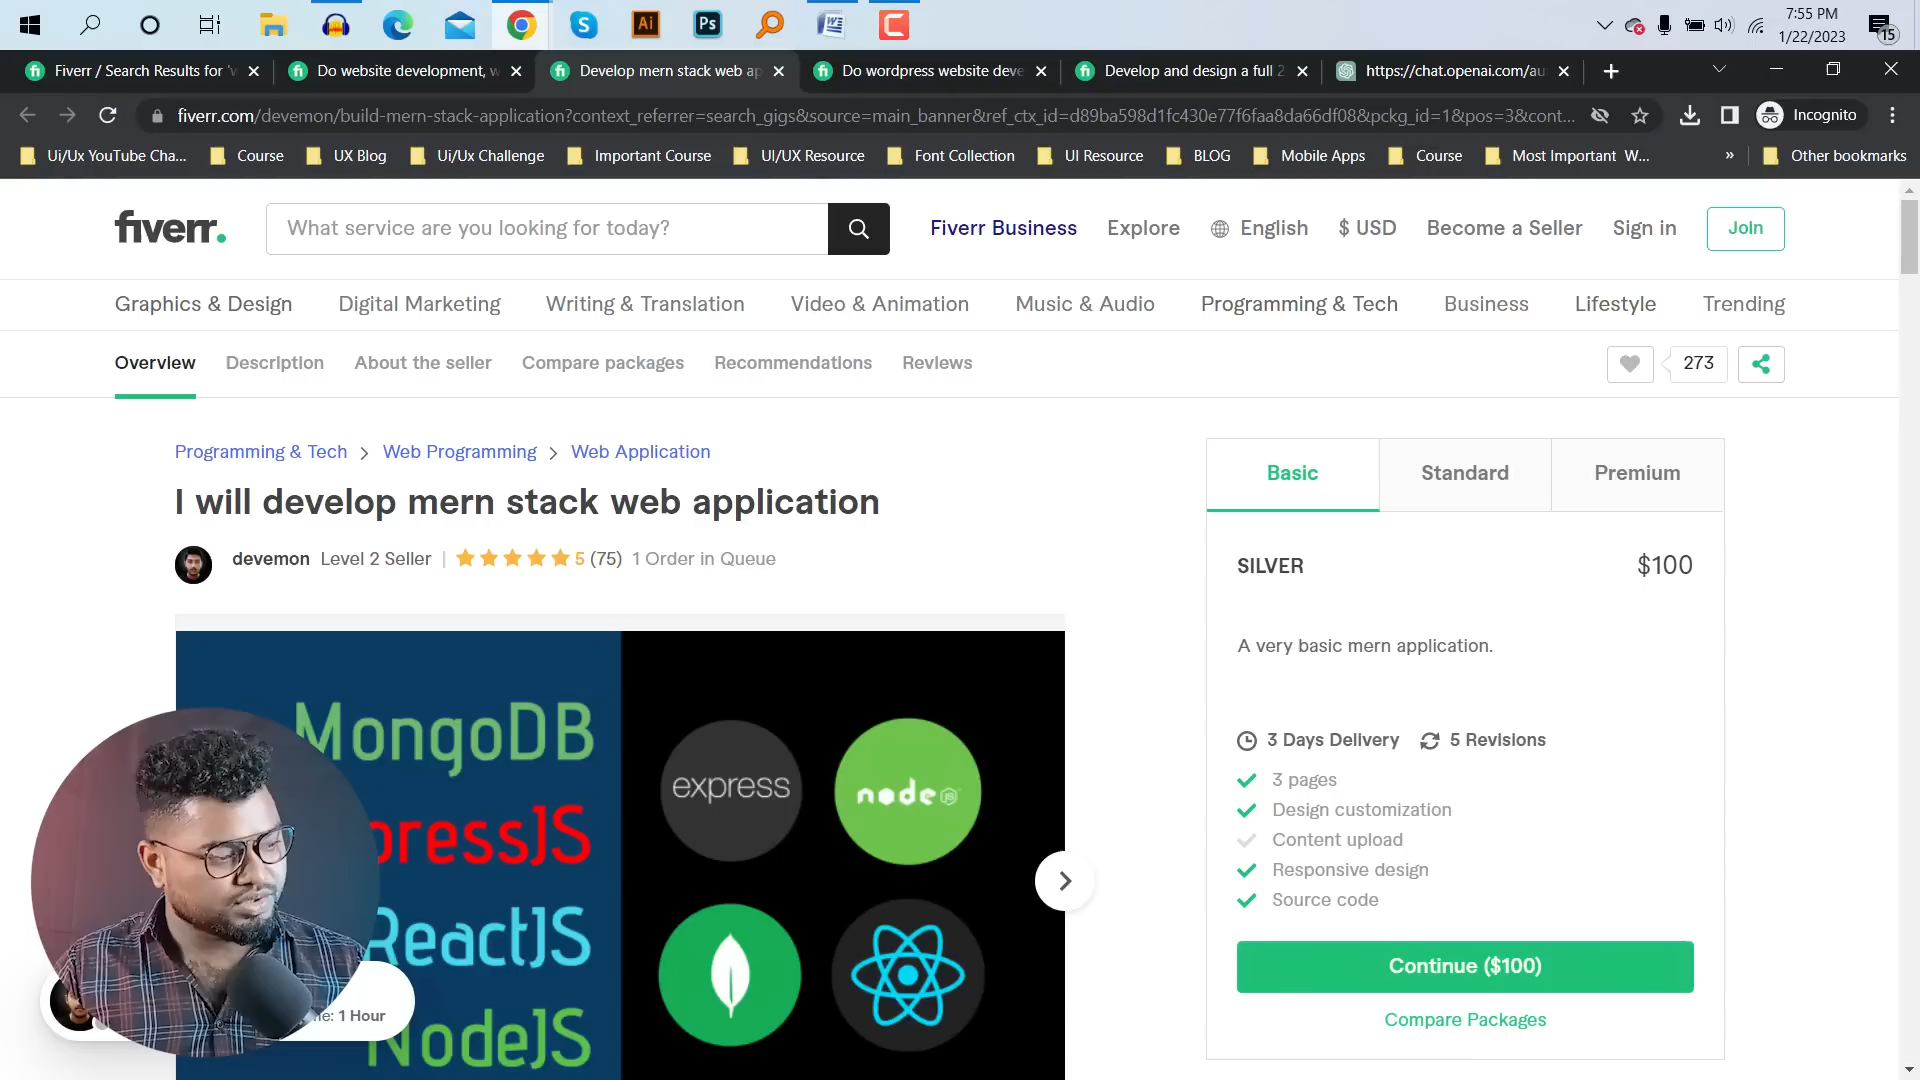 7:55 PM
1/22/2023
15
Fiverr / Search Results for 'w
Do website development, w
Develop mern stack web ap
Do wordpress website deve
Develop and design a full 2
https://chat.openai.com/au
fiverr.com/devemon/build-mern-stack-application?context_referrer=search_gigs&source=main_banner&ref_ctx_id=d89ba598d1fc430e77f6faa8da66df08&pckg_id=1&pos=3&cont...
Incognito
Ui/Ux YouTube Cha...
Course
UX Blog
Ui/Ux Challenge
Important Course
UI/UX Resource
Font Collection
UI Resource
BLOG
Mobile Apps
Course
Most Important W...
»
Other bookmarks
fiverr.
What service are you looking for today?
Fiverr Business
Explore
English
$ USD
Become a Seller
Sign in
Join
Graphics & Design
Digital Marketing
Writing & Translation
Video & Animation
Music & Audio
Programming & Tech
Business
Lifestyle
Trending
Overview
Description
About the seller
Compare packages
Recommendations
Reviews
273
Programming & Tech > Web Programming > Web Application
I will develop mern stack web application
devemon Level 2 Seller | 5 (75) 1 Order in Queue
MongoDB
pressJS
ReactJS
NodeJS
express
node JS
1 Hour
Basic
Standard
Premium
SILVER
$100
A very basic mern application.
3 Days Delivery
5 Revisions
3 pages
Design customization
Content upload
Responsive design
Source code
Continue ($100)
Compare Packages